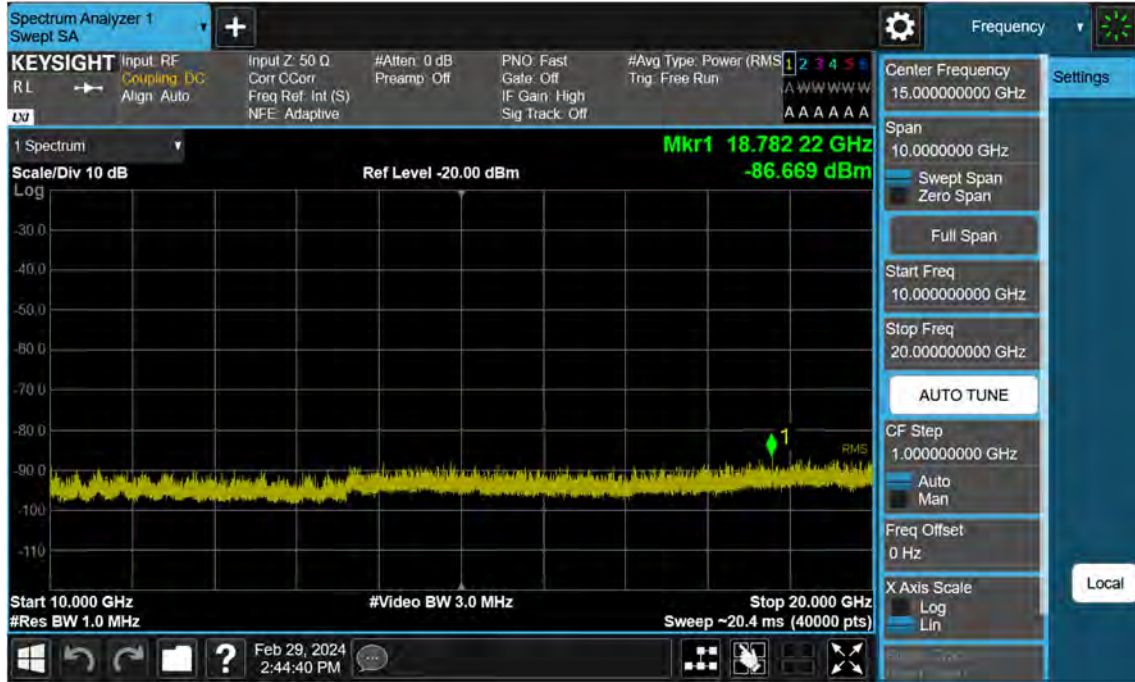 Spectrum Analyzer 1
Swept SA
+
Frequency
KEYSIGHT
RL
LXI
Input: RF
Coupling: DC
Align: Auto
Input Z: 50 Ω
Corr CCorr
Freq Ref: Int (S)
NFE: Adaptive
#Atten: 0 dB
Preamp: Off
PNO: Fast
Gate: Off
IF Gain: High
Sig Track: Off
#Avg Type: Power (RMS
Trig: Free Run
1 2 3 4 5 6
A W W W W W
A A A A A A
1 Spectrum
Scale/Div 10 dB
Log
Ref Level -20.00 dBm
Mkr1 18.782 22 GHz
-86.669 dBm
-30.0
-40.0
-50.0
-60.0
-70.0
-80.0
-90.0
-100
-110
1
RMS
Start 10.000 GHz
#Res BW 1.0 MHz
#Video BW 3.0 MHz
Stop 20.000 GHz
Sweep ~20.4 ms (40000 pts)
Center Frequency
15.000000000 GHz
Span
10.0000000 GHz
Swept Span
Zero Span
Full Span
Start Freq
10.000000000 GHz
Stop Freq
20.000000000 GHz
AUTO TUNE
CF Step
1.000000000 GHz
Auto
Man
Freq Offset
0 Hz
X Axis Scale
Log
Lin
Settings
Local
?
Feb 29, 2024
2:44:40 PM